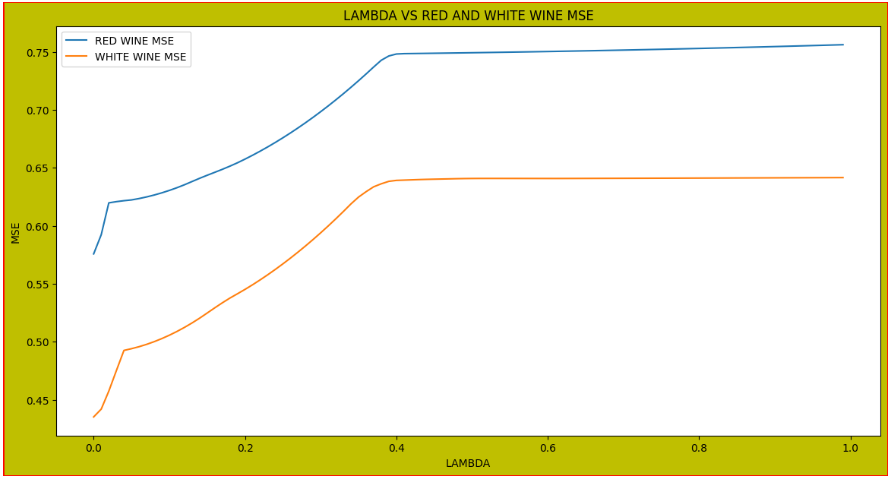 LAMBDA VS RED AND WHITE WINE MSE
RED WINE MSE
WHITE WINE MSE
0.75
0.70
0.65
0.60
0.55
0.50
0.45
MSE
0.0 0.2 0.4 0.6 0.8 1.0
LAMBDA